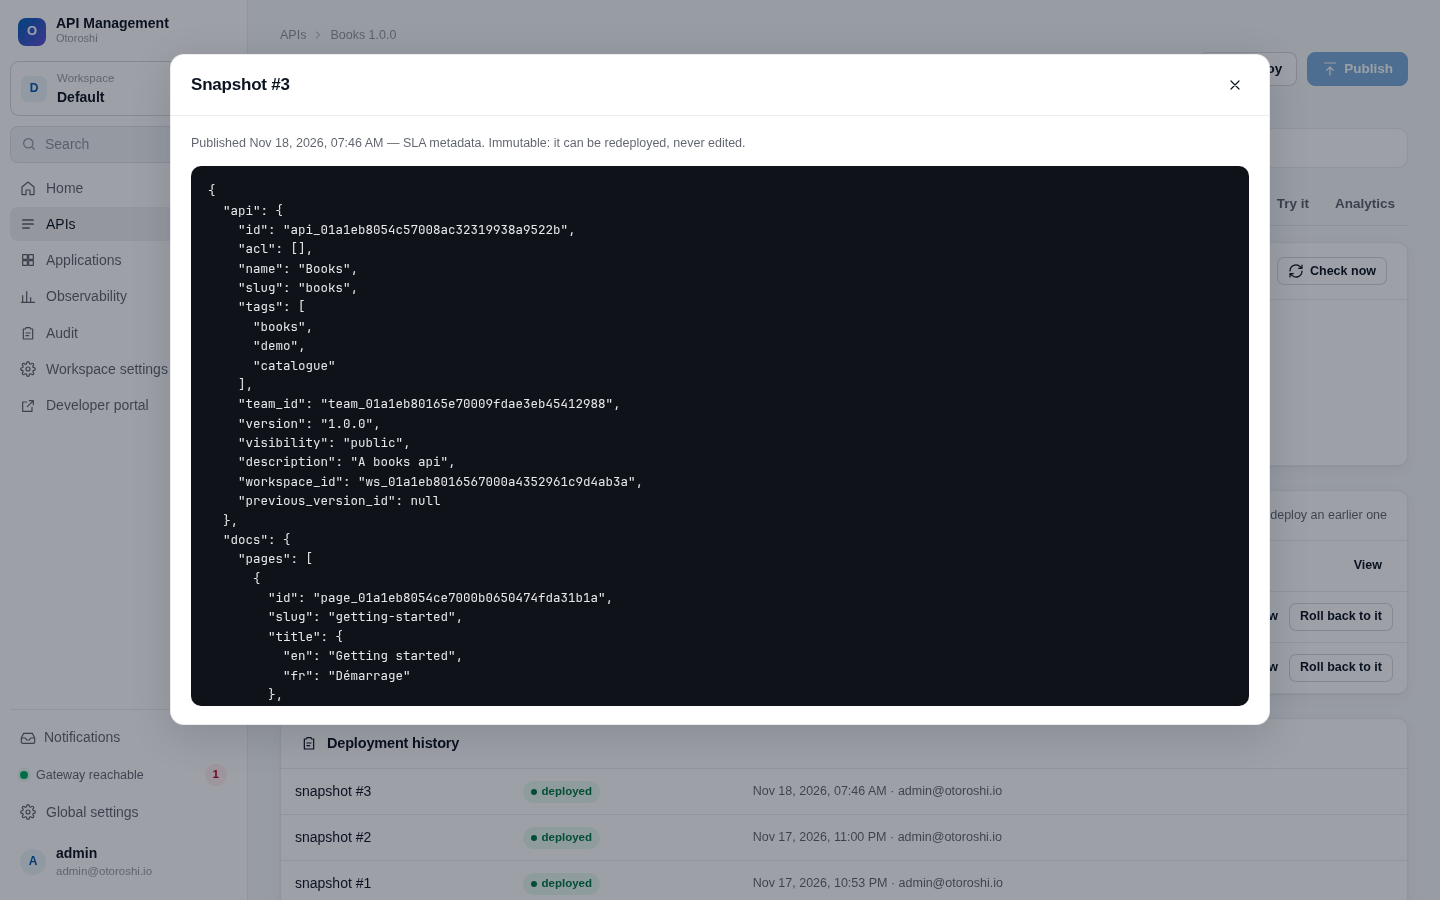 O
API Management
Otoroshi
D
Workspace
Default
Search
Home
APIs
Applications
Observability
Audit
Workspace settings
Developer portal
Notifications
Gateway reachable
1
Global settings
A
admin
admin@otoroshi.io
APIs
Books 1.0.0
Publish
Try it
Analytics
Check now
deploy an earlier one
View
Roll back to it
Roll back to it
Snapshot #3
Published Nov 18, 2026, 07:46 AM — SLA metadata. Immutable: it can be redeployed, never edited.
{
"api": {
"id": "api_01a1eb8054c57008ac32319938a9522b",
"acl": [],
"name": "Books",
"slug": "books",
"tags": [
"books",
"demo",
"catalogue"
],
"team_id": "team_01a1eb80165e70009fdae3eb45412988",
"version": "1.0.0",
"visibility": "public",
"description": "A books api",
"workspace_id": "ws_01a1eb8016567000a4352961c9d4ab3a",
"previous_version_id": null
},
"docs": {
"pages": [
{
"id": "page_01a1eb8054ce7000b0650474fda31b1a",
"slug": "getting-started",
"title": {
"en": "Getting started",
"fr": "Démarrage"
},
Deployment history
snapshot #3
deployed
Nov 18, 2026, 07:46 AM · admin@otoroshi.io
snapshot #2
deployed
Nov 17, 2026, 11:00 PM · admin@otoroshi.io
snapshot #1
deployed
Nov 17, 2026, 10:53 PM · admin@otoroshi.io